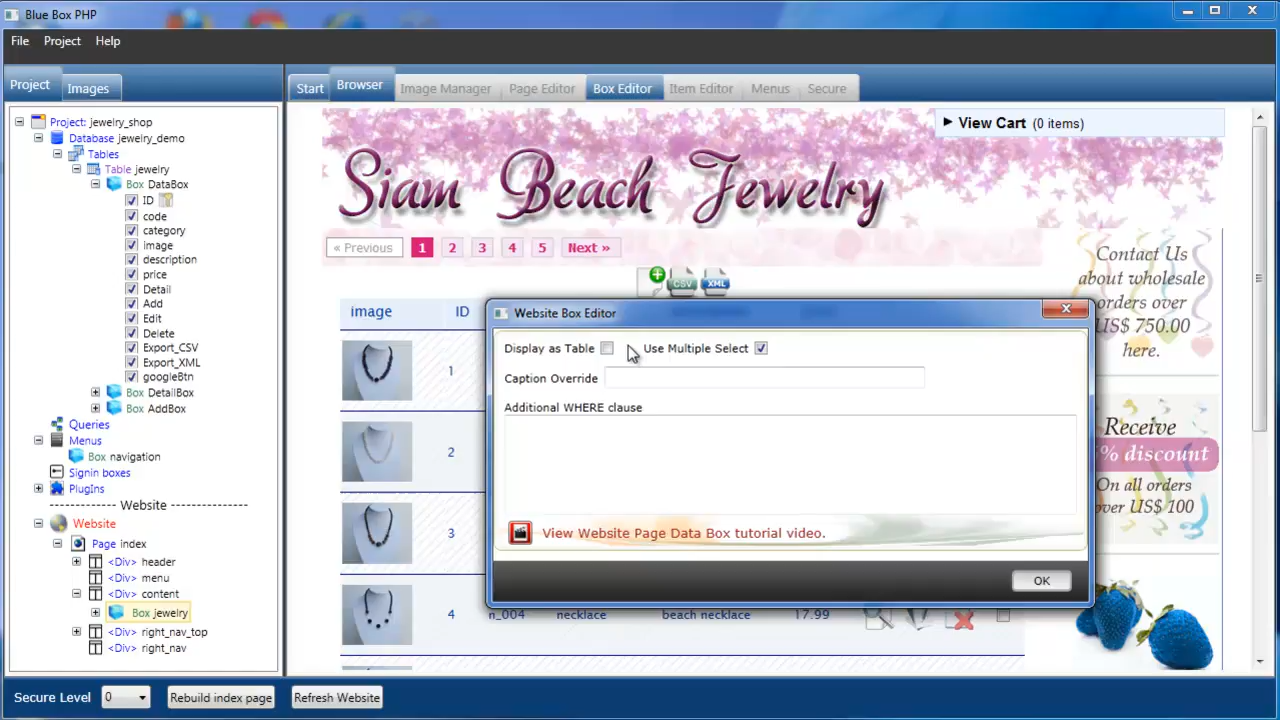 Blue Box PHP
File Project Help
Project Images
Start Browser Image Manager Page Editor Box Editor Item Editor Menus Secure
Project: jewelry_shop
Database jewelry_demo
Tables
Table jewelry
Box DataBox
ID
code
category
image
description
price
Detail
Add
Edit
Delete
Export_CSV
Export_XML
googleBtn
Box DetailBox
Box AddBox
Queries
Menus
Box navigation
Signin boxes
PlugIns
---------------- Website ------------------
Website
Page index
<Div> header
<Div> menu
<Div> content
Box jewelry
<Div> right_nav_top
<Div> right_nav
Secure Level 0 Rebuild index page Refresh Website
View Cart (0 items)
Siam Beach Jewelry
« Previous 1 2 3 4 5 Next »
CSV XML
image ID
1
2
3
4 n_004 necklace beach necklace 17.99
Website Box Editor
Display as Table Use Multiple Select
Caption Override
Additional WHERE clause
View Website Page Data Box tutorial video.
OK
Contact Us
about wholesale
orders over
US$ 750.00
here.
Receive
% discount
On all orders
over US$ 100